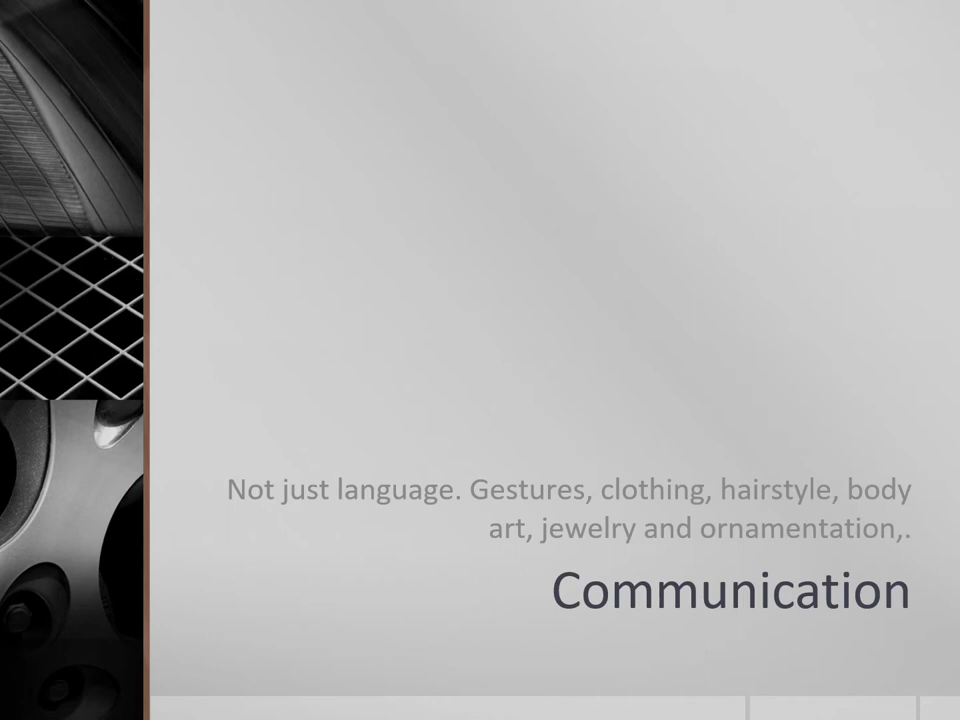 Not just language. Gestures, clothing, hairstyle, body
art, jewelry and ornamentation,.
Communication